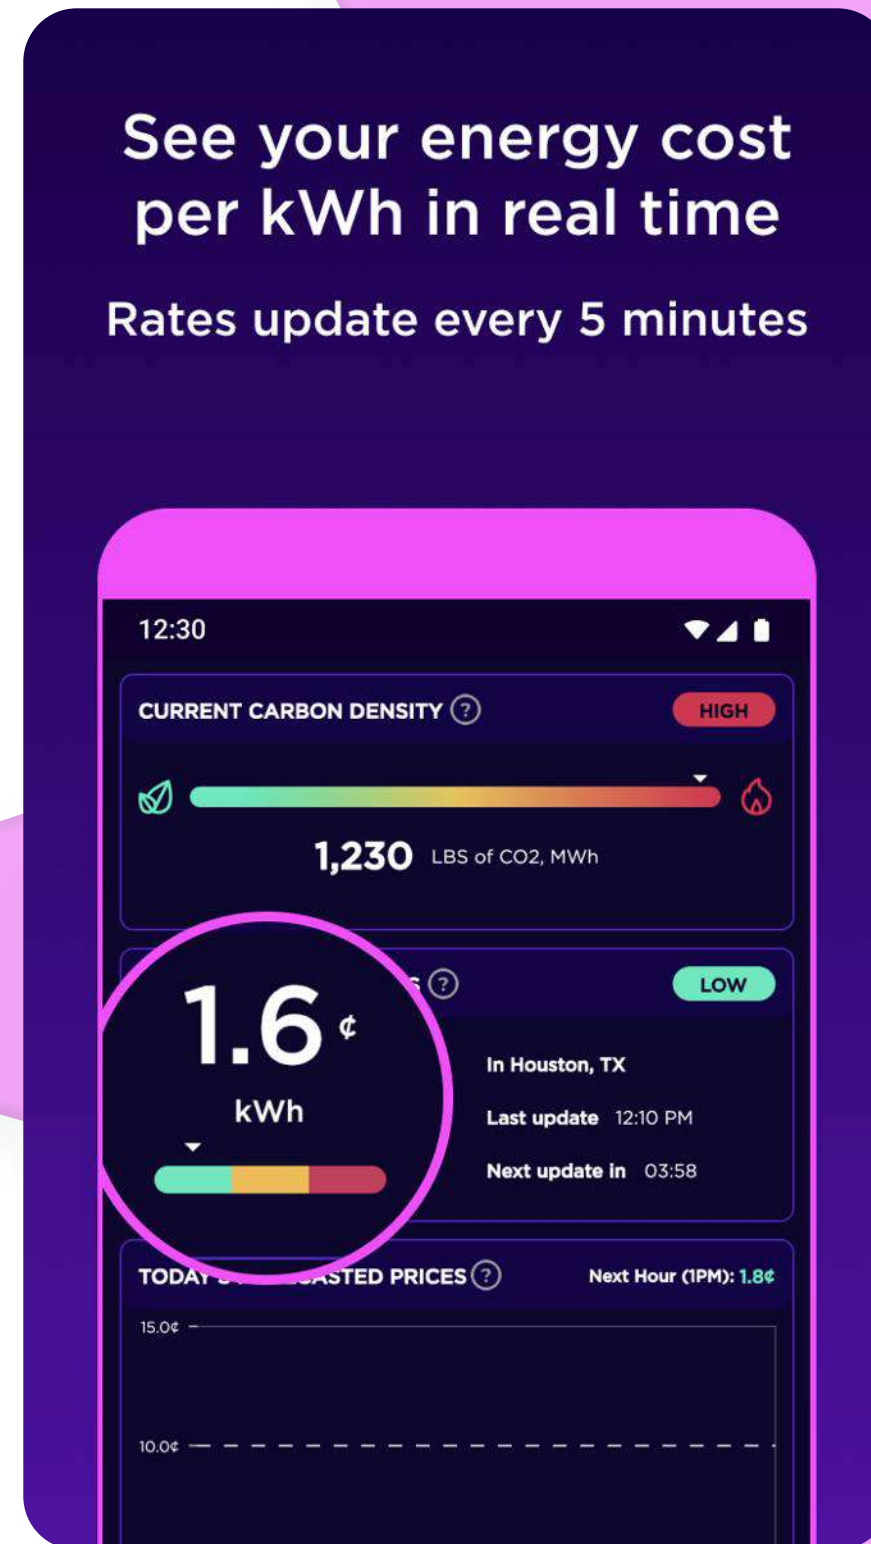 See your energy cost
per kWh in real time
Rates update every 5 minutes
12:30
CURRENT CARBON DENSITY ?
HIGH
1,230 LBS of CO2, MWh
?
LOW
1.6 ¢
kWh
In Houston, TX
Last update 12:10 PM
Next update in 03:58
PRICES ?
Next Hour (1PM): 1.8¢
15.0¢
10.0¢